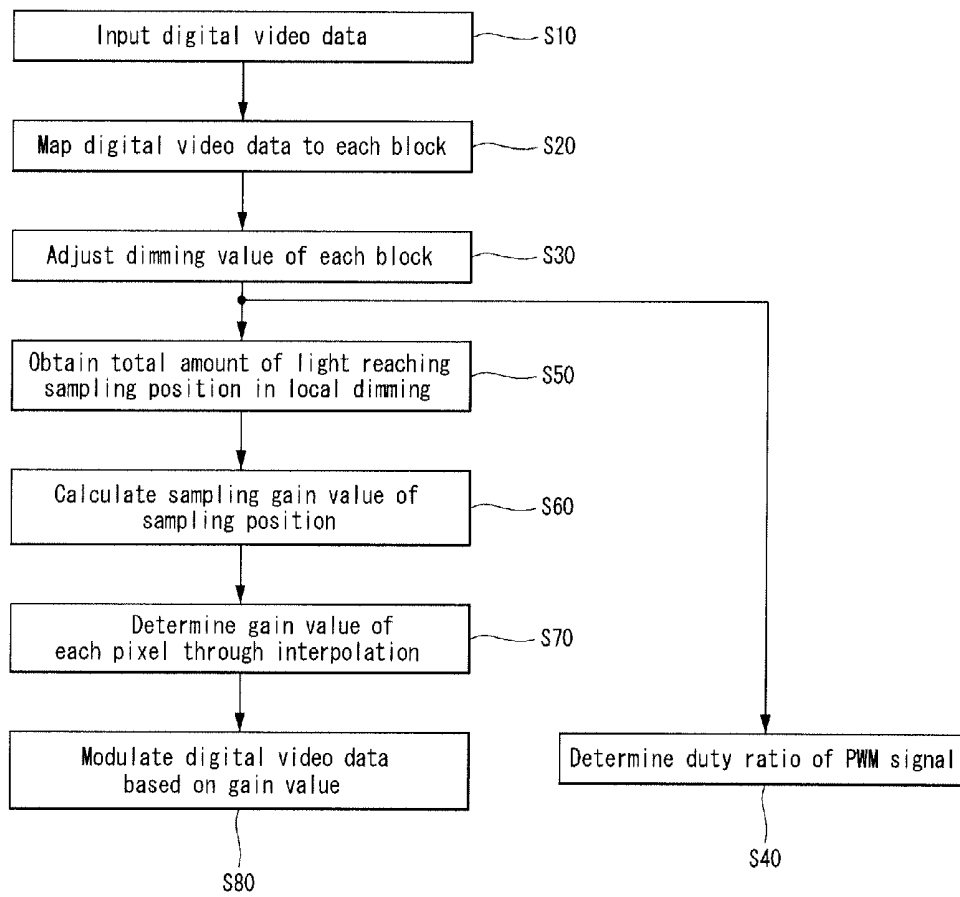 Input digital video data
S10
Map digital video data to each block
S20
Adjust dimming value of each block
S30
Obtain total amount of light reaching
sampling position in local dimming
S50
Calculate sampling gain value of
sampling position
S60
Determine gain value of
each pixel through interpolation
S70
Modulate digital video data
based on gain value
S80
Determine duty ratio of PWM signal
S40